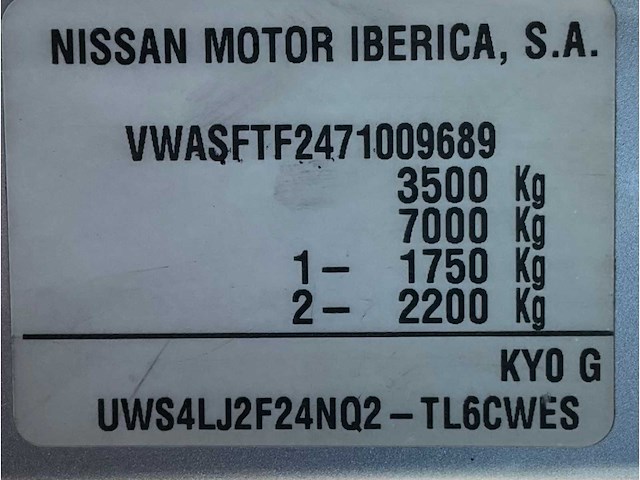 NISSAN MOTOR IBERICA, S.A.
VWASFTF2471009689
3500 Kg
7000 Kg
1- 1750 Kg
2- 2200 Kg
KY0 G
UWS4LJ2F24NQ2-TL6CWES